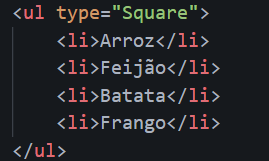 <ul type="Square">
<li>Arroz</li>
<li>Feijão</li>
<li>Batata</li>
<li>Frango</li>
</ul>